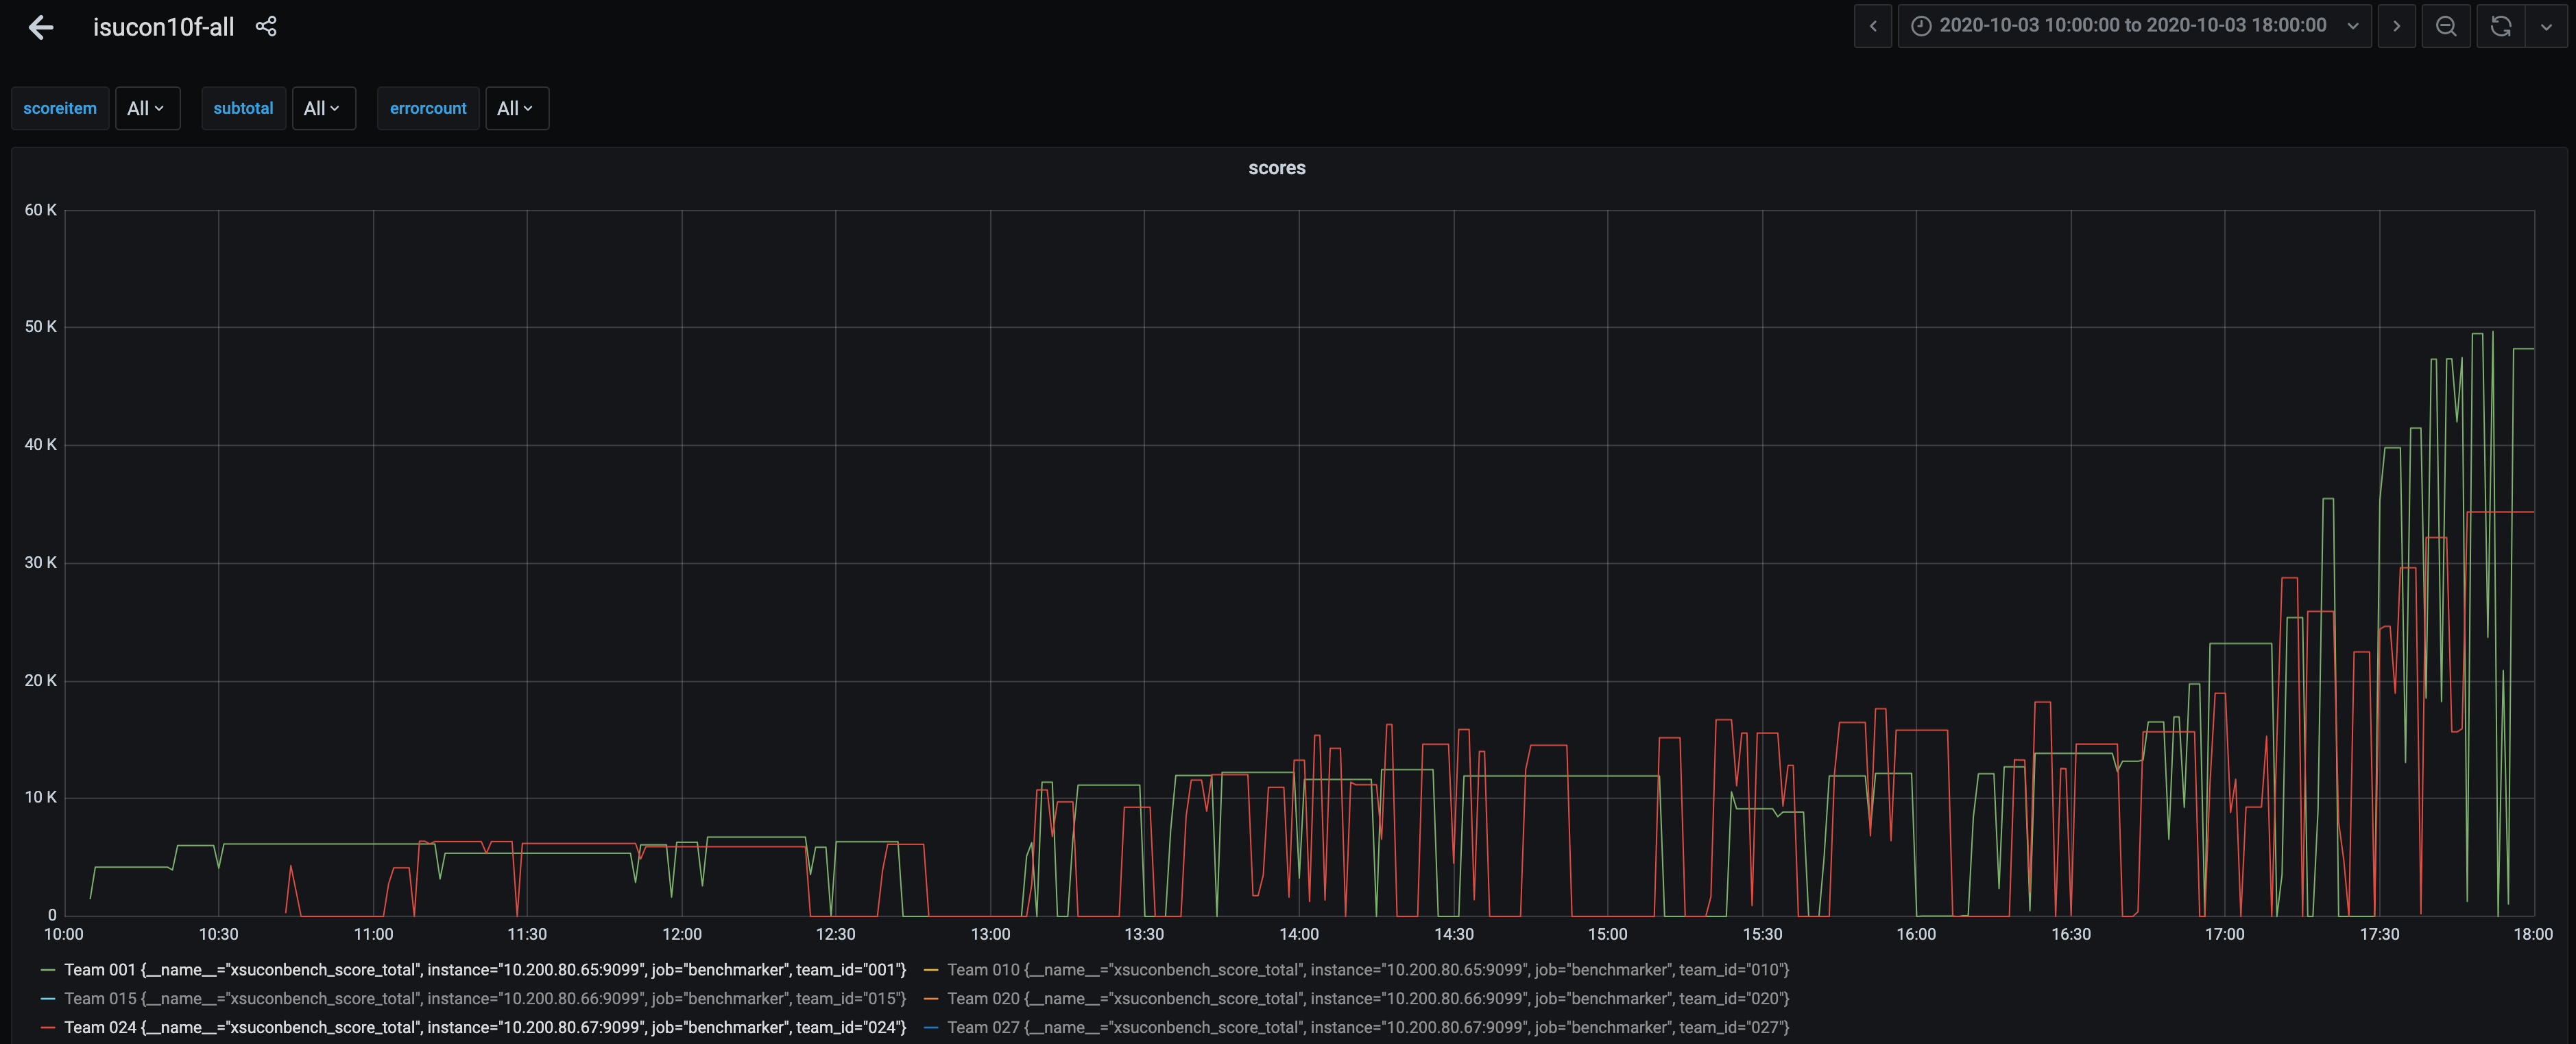 isucon10f-all
2020-10-03 10:00:00 to 2020-10-03 18:00:00
scoreitem All subtotal All errorcount All
scores
60 K
50 K
40 K
30 K
20 K
10 K
0
10:00 10:30 11:00 11:30 12:00 12:30 13:00 13:30 14:00 14:30 15:00 15:30 16:00 16:30 17:00 17:30 18:00
Team 001 {__name__="xsuconbench_score_total", instance="10.200.80.65:9099", job="benchmarker", team_id="001"} Team 010 {__name__="xsuconbench_score_total", instance="10.200.80.65:9099", job="benchmarker", team_id="010"}
Team 015 {__name__="xsuconbench_score_total", instance="10.200.80.66:9099", job="benchmarker", team_id="015"} Team 020 {__name__="xsuconbench_score_total", instance="10.200.80.66:9099", job="benchmarker", team_id="020"}
Team 024 {__name__="xsuconbench_score_total", instance="10.200.80.67:9099", job="benchmarker", team_id="024"} Team 027 {__name__="xsuconbench_score_total", instance="10.200.80.67:9099", job="benchmarker", team_id="027"}